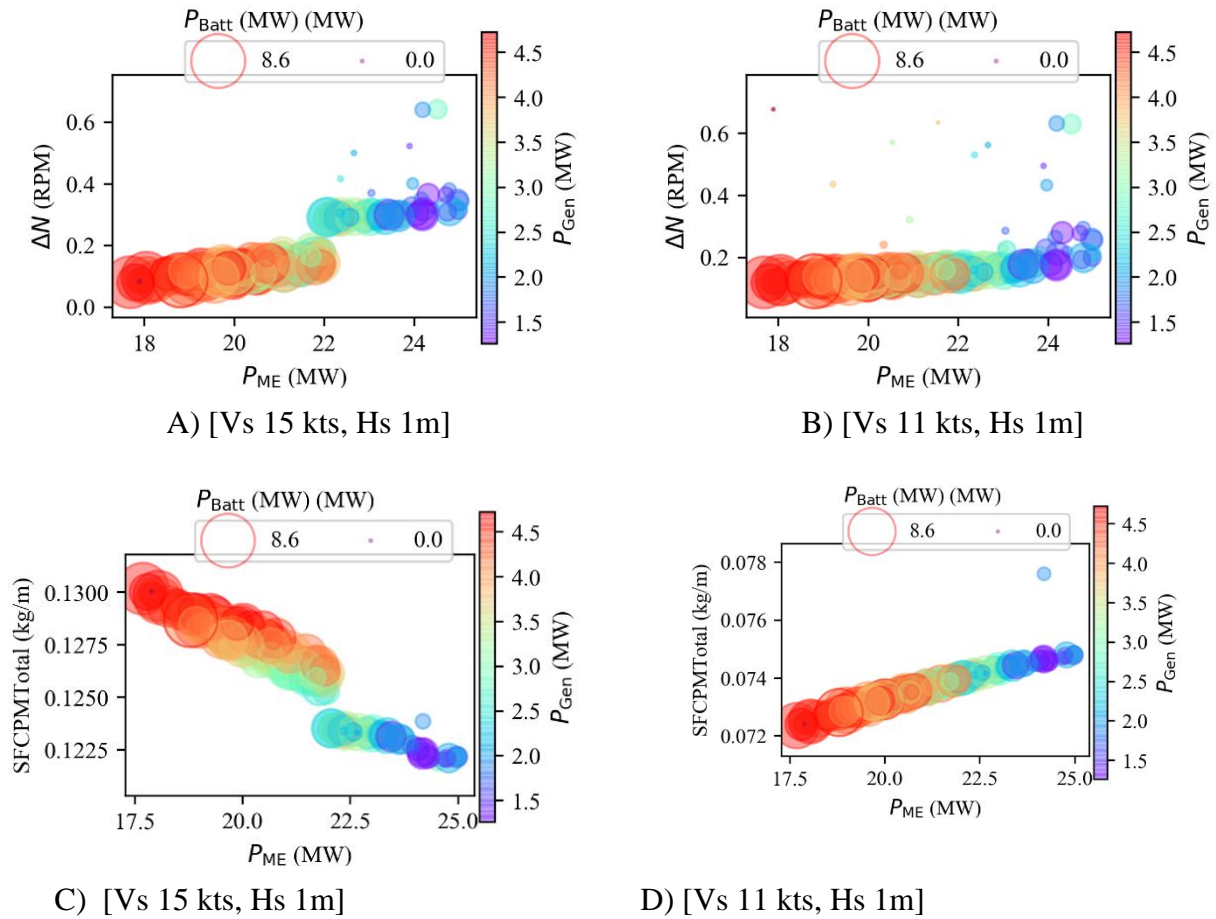 P_Batt (MW) (MW)
8.6 0.0
0.6
0.4
0.2
0.0
ΔN (RPM)
18 20 22 24
P_ME (MW)
4.5
4.0
3.5
3.0
2.5
2.0
1.5
P_Gen (MW)
A) [Vs 15 kts, Hs 1m]
P_Batt (MW) (MW)
8.6 0.0
0.6
0.4
0.2
ΔN (RPM)
18 20 22 24
P_ME (MW)
4.5
4.0
3.5
3.0
2.5
2.0
1.5
P_Gen (MW)
B) [Vs 11 kts, Hs 1m]
P_Batt (MW) (MW)
8.6 0.0
0.1300
0.1275
0.1250
0.1225
SFCPMTotal (kg/m)
17.5 20.0 22.5 25.0
P_ME (MW)
4.5
4.0
3.5
3.0
2.5
2.0
1.5
P_Gen (MW)
C) [Vs 15 kts, Hs 1m]
P_Batt (MW) (MW)
8.6 0.0
0.078
0.076
0.074
0.072
SFCPMTotal (kg/m)
17.5 20.0 22.5 25.0
P_ME (MW)
4.5
4.0
3.5
3.0
2.5
2.0
1.5
P_Gen (MW)
D) [Vs 11 kts, Hs 1m]